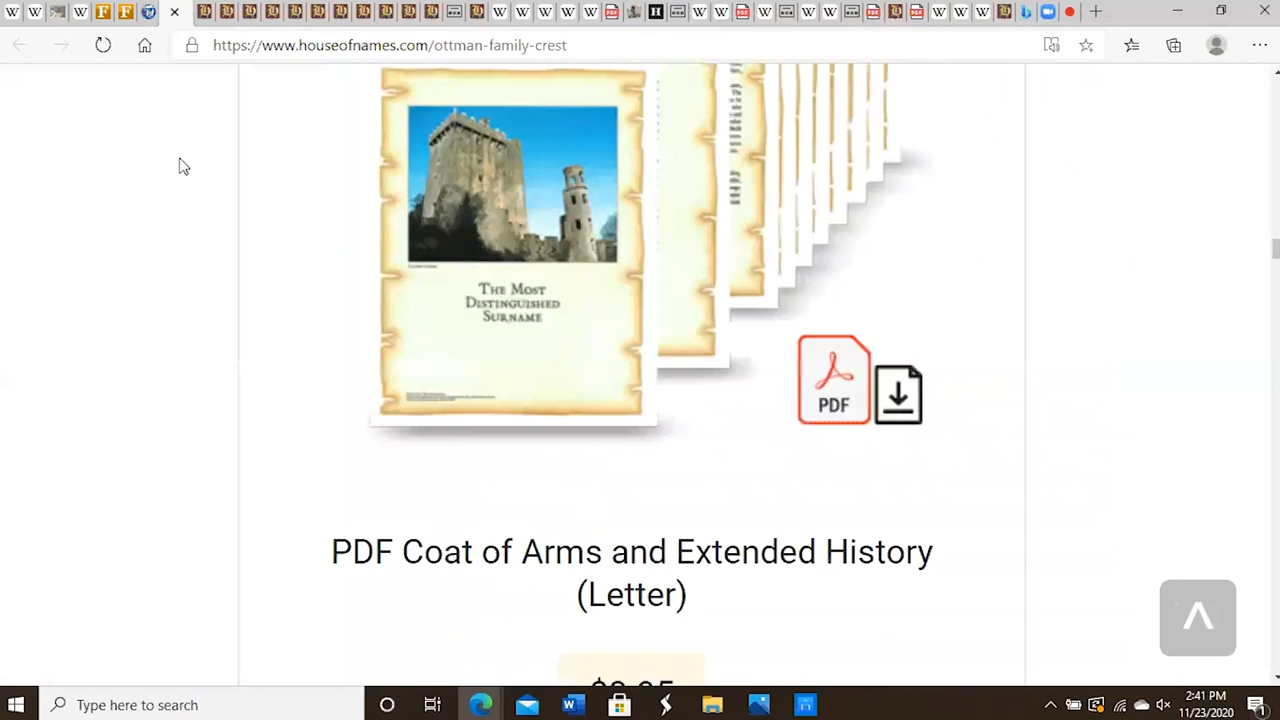 https://www.houseofnames.com/ottman-family-crest
The Most
Distinguished
Surname
PDF
PDF Coat of Arms and Extended History
(Letter)
Type here to search
2:41 PM
11/23/2020